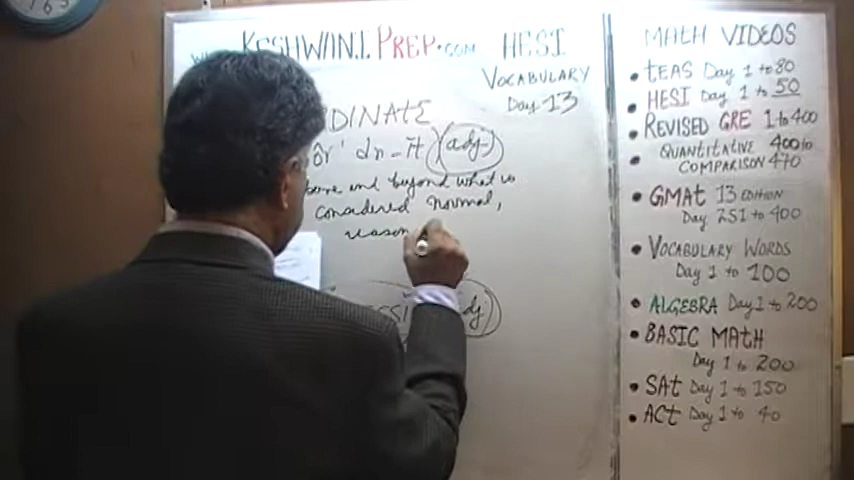 KESHWANI PREP.COM
HESI
VOCABULARY
Day 13
DINATE
ôr' dn-ĭt (adj-)
and beyond what is
considered normal,
reason
adj
MATH VIDEOS
• TEAS Day 1 to 80
• HESI Day 1 to 50
• REVISED GRE 1 to 400
• QUANTITATIVE 400 to
COMPARISON 470
• GMAT 13 EDITION
Day 251 to 400
• VOCABULARY WORDS
Day 1 to 100
• ALGEBRA Day 1 to 200
• BASIC MATH
Day 1 to 200
• SAT Day 1 to 150
• ACT Day 1 to 40